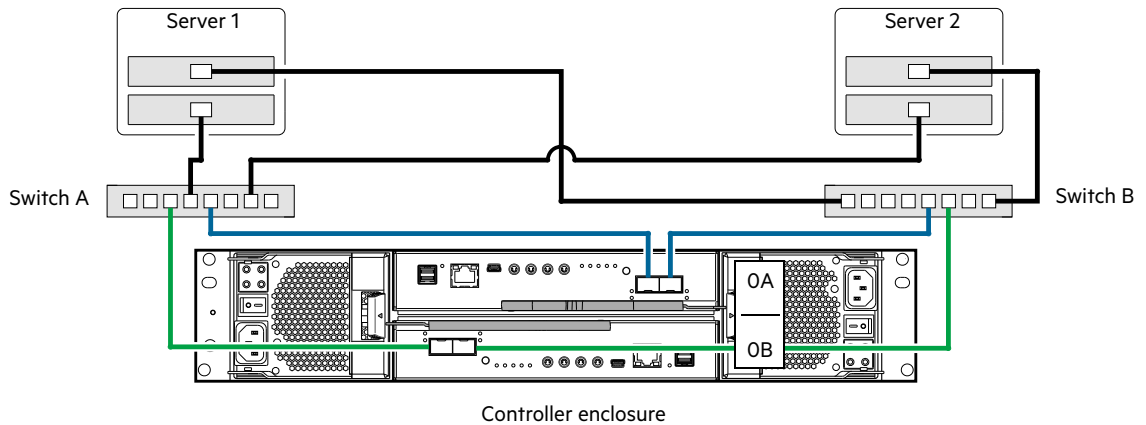 Server 1
Server 2
Switch A
Switch B
0A
0B
Controller enclosure